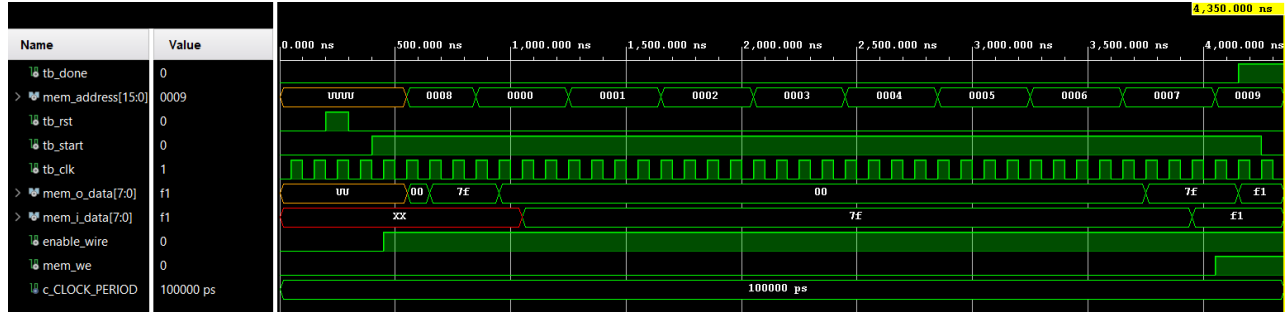 4,350.000 ns
Name Value 0.000 ns 500.000 ns 1,000.000 ns 1,500.000 ns 2,000.000 ns 2,500.000 ns 3,000.000 ns 3,500.000 ns 4,000.000 ns
tb_done 0
mem_address[15:0] 0009 UUUU 0008 0000 0001 0002 0003 0004 0005 0006 0007 0009
tb_rst 0
tb_start 0
tb_clk 1
mem_o_data[7:0] f1 UU 00 7f 00 7f f1
mem_i_data[7:0] f1 XX 7f f1
enable_wire 0
mem_we 0
c_CLOCK_PERIOD 100000 ps 100000 ps